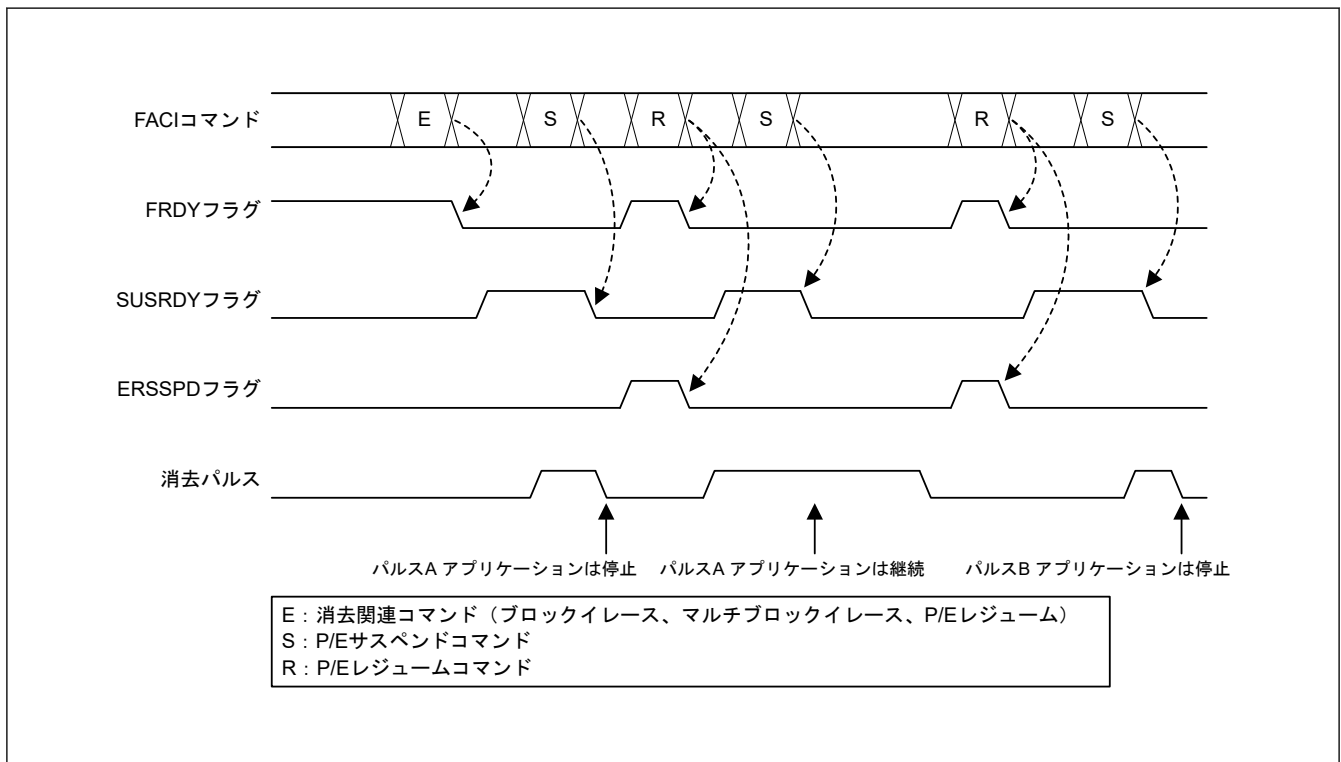 FACIコマンド
E S R S R S
FRDYフラグ
SUSRDYフラグ
ERSSPDフラグ
消去パルス
パルスA アプリケーションは停止 パルスA アプリケーションは継続 パルスB アプリケーションは停止
E：消去関連コマンド（ブロックイレース、マルチブロックイレース、P/Eレジューム）
S：P/Eサスペンドコマンド
R：P/Eレジュームコマンド